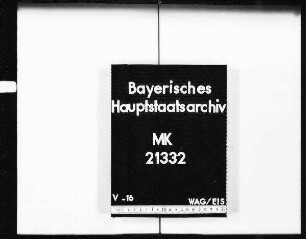 Bayerisches
Hauptstaatsarchiv
MK
21332
V -16
WAG/EIS